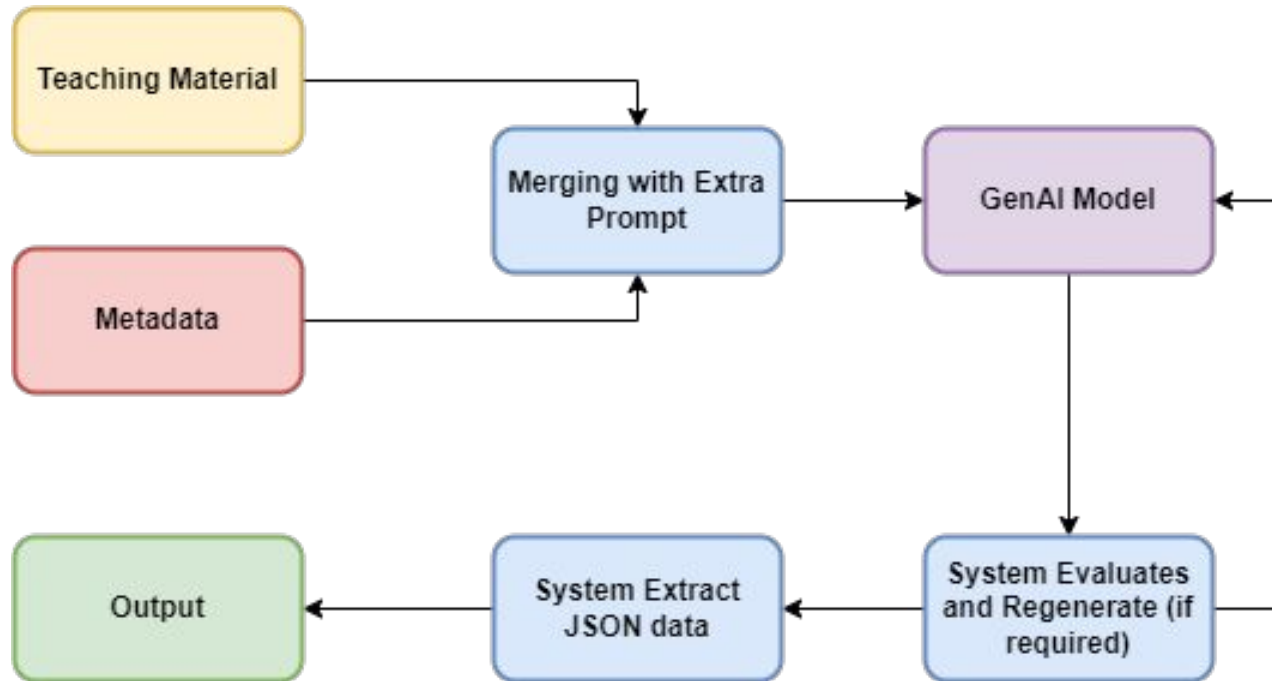 Teaching Material
Merging with Extra
Prompt
GenAI Model
Metadata
Output
System Extract
JSON data
System Evaluates
and Regenerate (if
required)